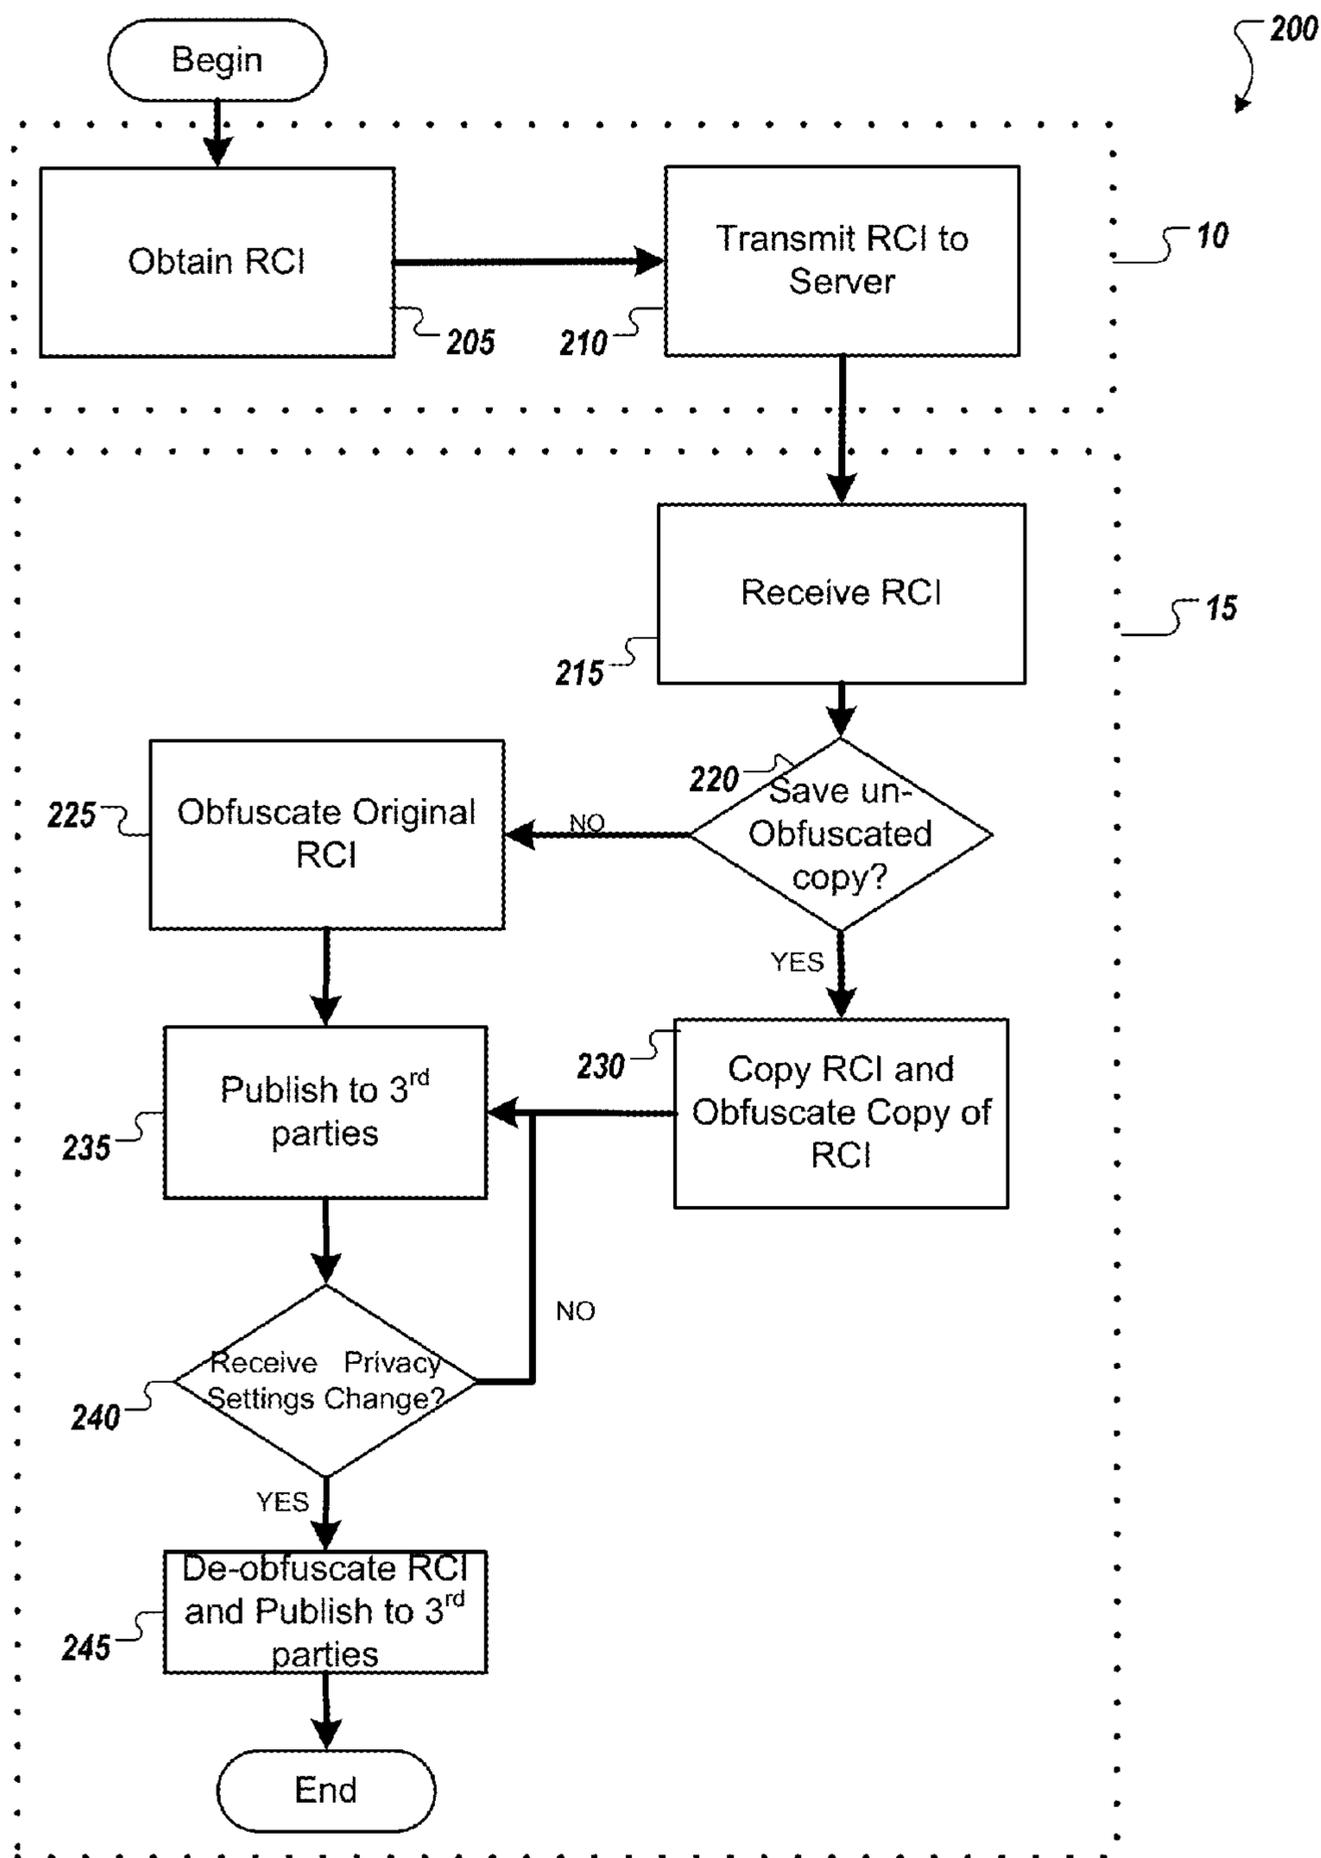 200
Begin
10
Obtain RCI
205
Transmit RCI to
Server
210
Receive RCI
215
15
220
Save un-
Obfuscated
copy?
NO
225
Obfuscate Original
RCI
YES
230
Copy RCI and
Obfuscate Copy of
RCI
Publish to 3rd
parties
235
NO
Receive Privacy
Settings Change?
240
YES
De-obfuscate RCI
and Publish to 3rd
parties
245
End